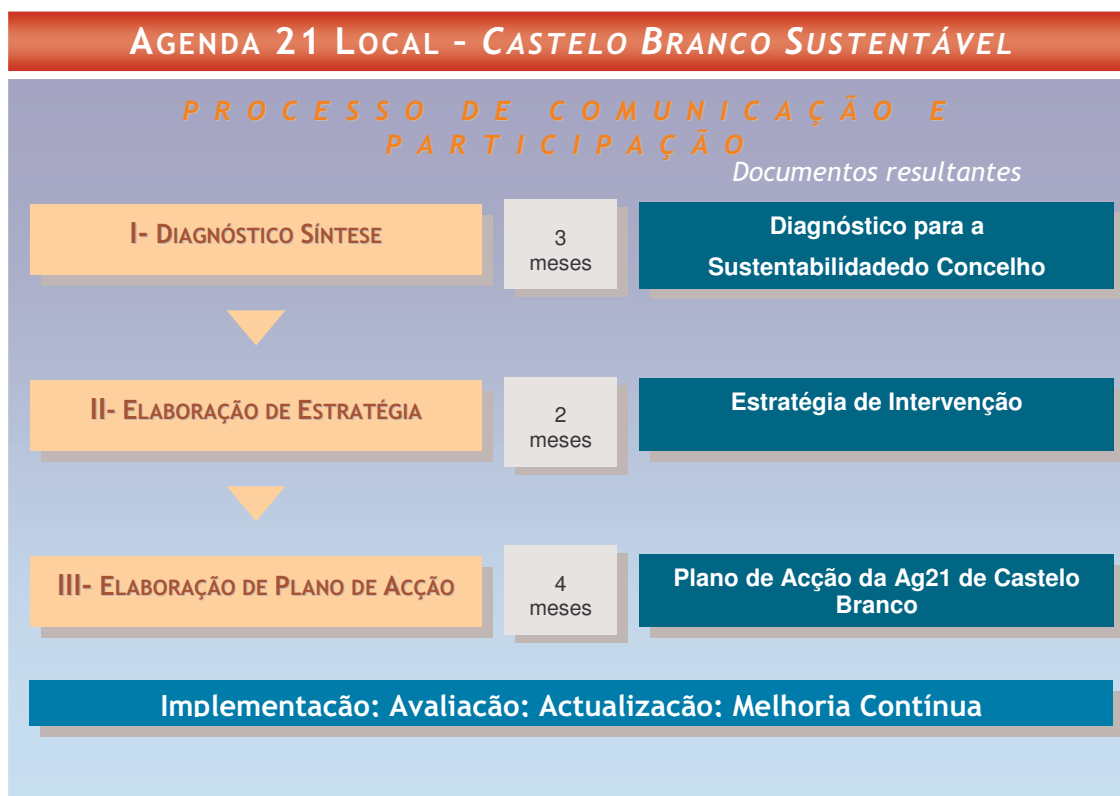 AGENDA 21 LOCAL – CASTELO BRANCO SUSTENTÁVEL
PROCESSO DE COMUNICAÇÃO E
PARTICIPAÇÃO
Documentos resultantes
I- DIAGNÓSTICO SÍNTESE
3
meses
Diagnóstico para a
Sustentabilidadedo Concelho
II- ELABORAÇÃO DE ESTRATÉGIA
2
meses
Estratégia de Intervenção
III- ELABORAÇÃO DE PLANO DE ACÇÃO
4
meses
Plano de Acção da Ag21 de Castelo
Branco
Implementação; Avaliação; Actualização; Melhoria Contínua